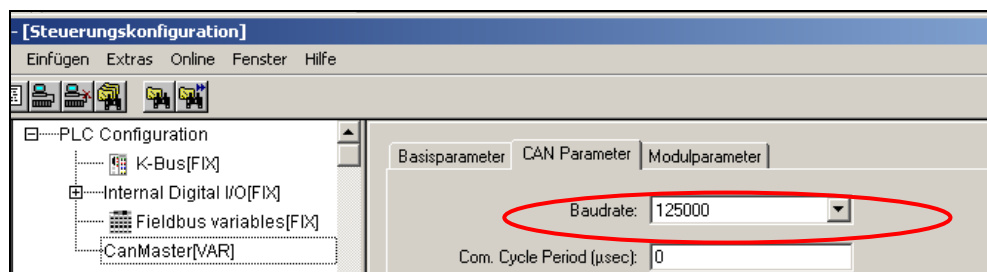 - [Steuerungskonfiguration]
Einfügen Extras Online Fenster Hilfe
PLC Configuration
K-Bus[FIX]
Internal Digital I/O[FIX]
Fieldbus variables[FIX]
CanMaster[VAR]
Basisparameter CAN Parameter Modulparameter
Baudrate: 125000
Com. Cycle Period (µsec): 0